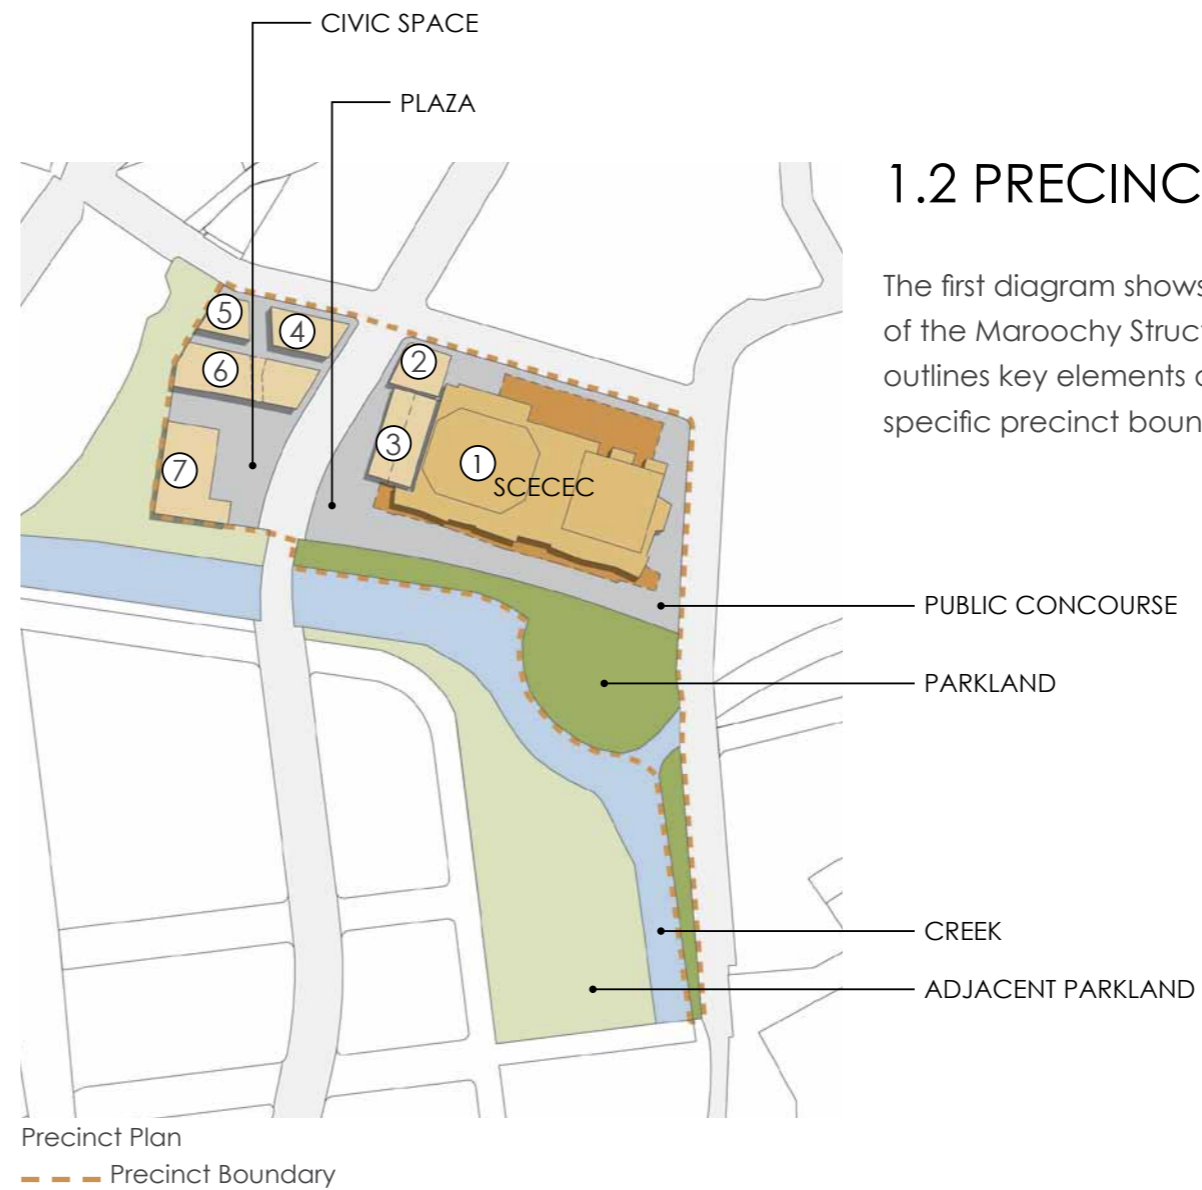 CIVIC SPACE
PLAZA
1.2 PRECINC
The first diagram shows
of the Maroochy Struc
outlines key elements o
specific precinct boun
5
4
2
6
3
7
1
SCECEC
PUBLIC CONCOURSE
PARKLAND
CREEK
ADJACENT PARKLAND
Precinct Plan
Precinct Boundary